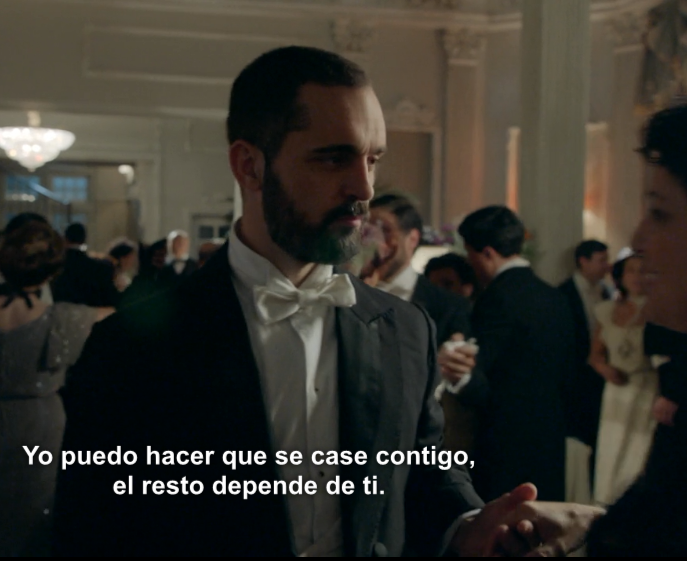 Yo puedo hacer que se case contigo,
el resto depende de ti.